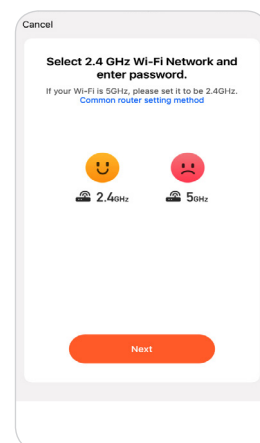 Cancel
Select 2.4 GHz Wi-Fi Network and
enter password.
If your Wi-Fi is 5GHz, please set it to be 2.4GHz.
Common router setting method
2.4GHz 5GHz
Next